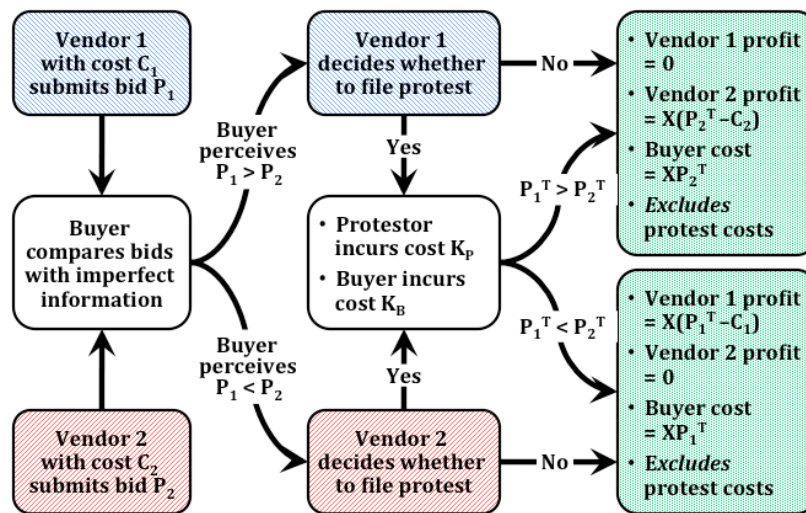 Vendor 1
with cost C₁
submits bid P₁
Buyer
compares bids
with imperfect
information
Vendor 2
with cost C₂
submits bid P₂
Buyer
perceives
P₁ > P₂
Buyer
perceives
P₁ < P₂
Vendor 1
decides whether
to file protest
No
Yes
• Protestor
incurs cost K_P
• Buyer incurs
cost K_B
Yes
Vendor 2
decides whether
to file protest
No
P₁ᵀ > P₂ᵀ
P₁ᵀ < P₂ᵀ
• Vendor 1 profit
= 0
• Vendor 2 profit
= X(P₂ᵀ–C₂)
• Buyer cost
= XP₂ᵀ
• Excludes
protest costs
• Vendor 1 profit
= X(P₁ᵀ–C₁)
• Vendor 2 profit
= 0
• Buyer cost
= XP₁ᵀ
• Excludes
protest costs